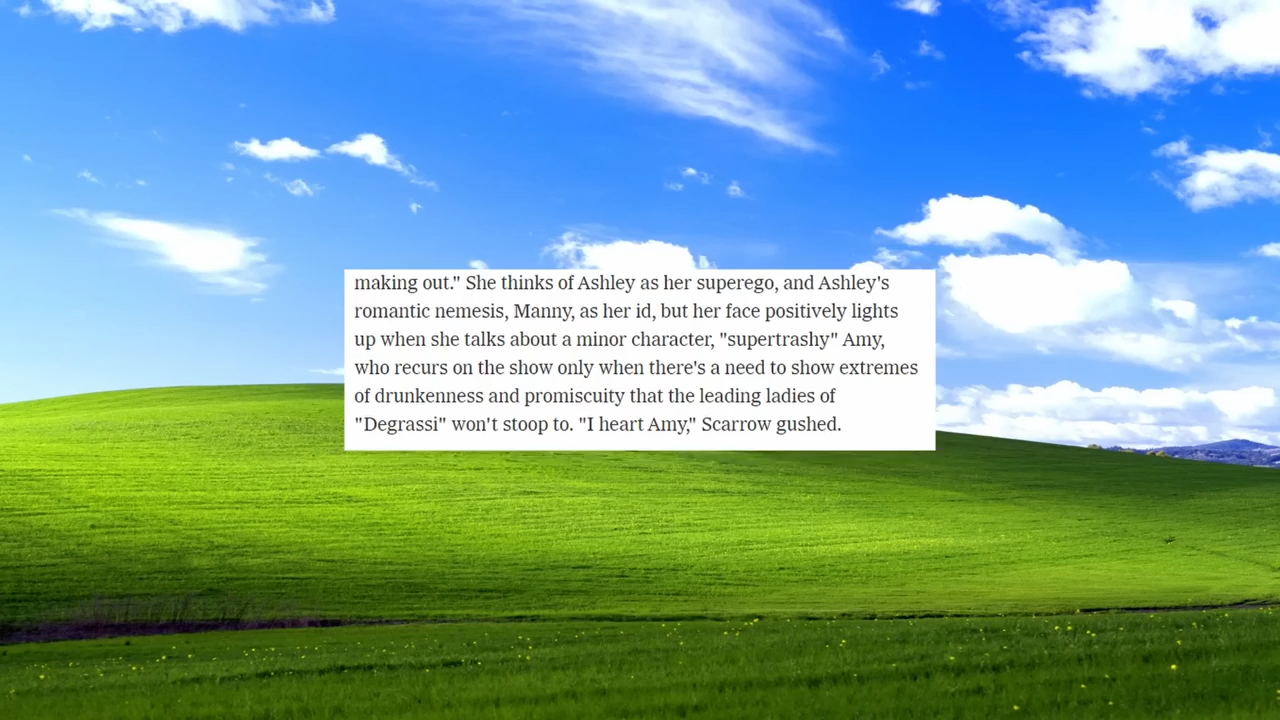 making out." She thinks of Ashley as her superego, and Ashley's
romantic nemesis, Manny, as her id, but her face positively lights
up when she talks about a minor character, "supertrashy" Amy,
who recurs on the show only when there's a need to show extremes
of drunkenness and promiscuity that the leading ladies of
"Degrassi" won't stoop to. "I heart Amy," Scarrow gushed.